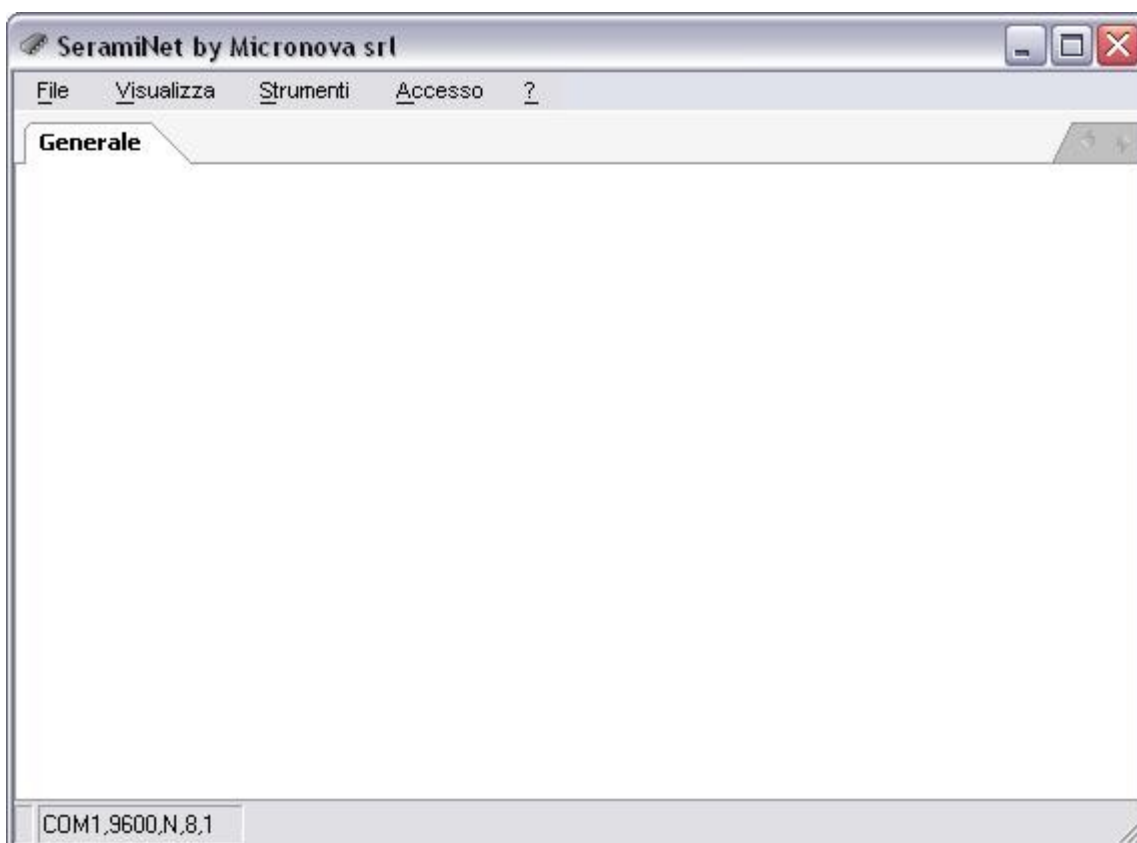 SeramiNet by Micronova srl
File Visualizza Strumenti Accesso ?
Generale
COM1,9600,N,8,1